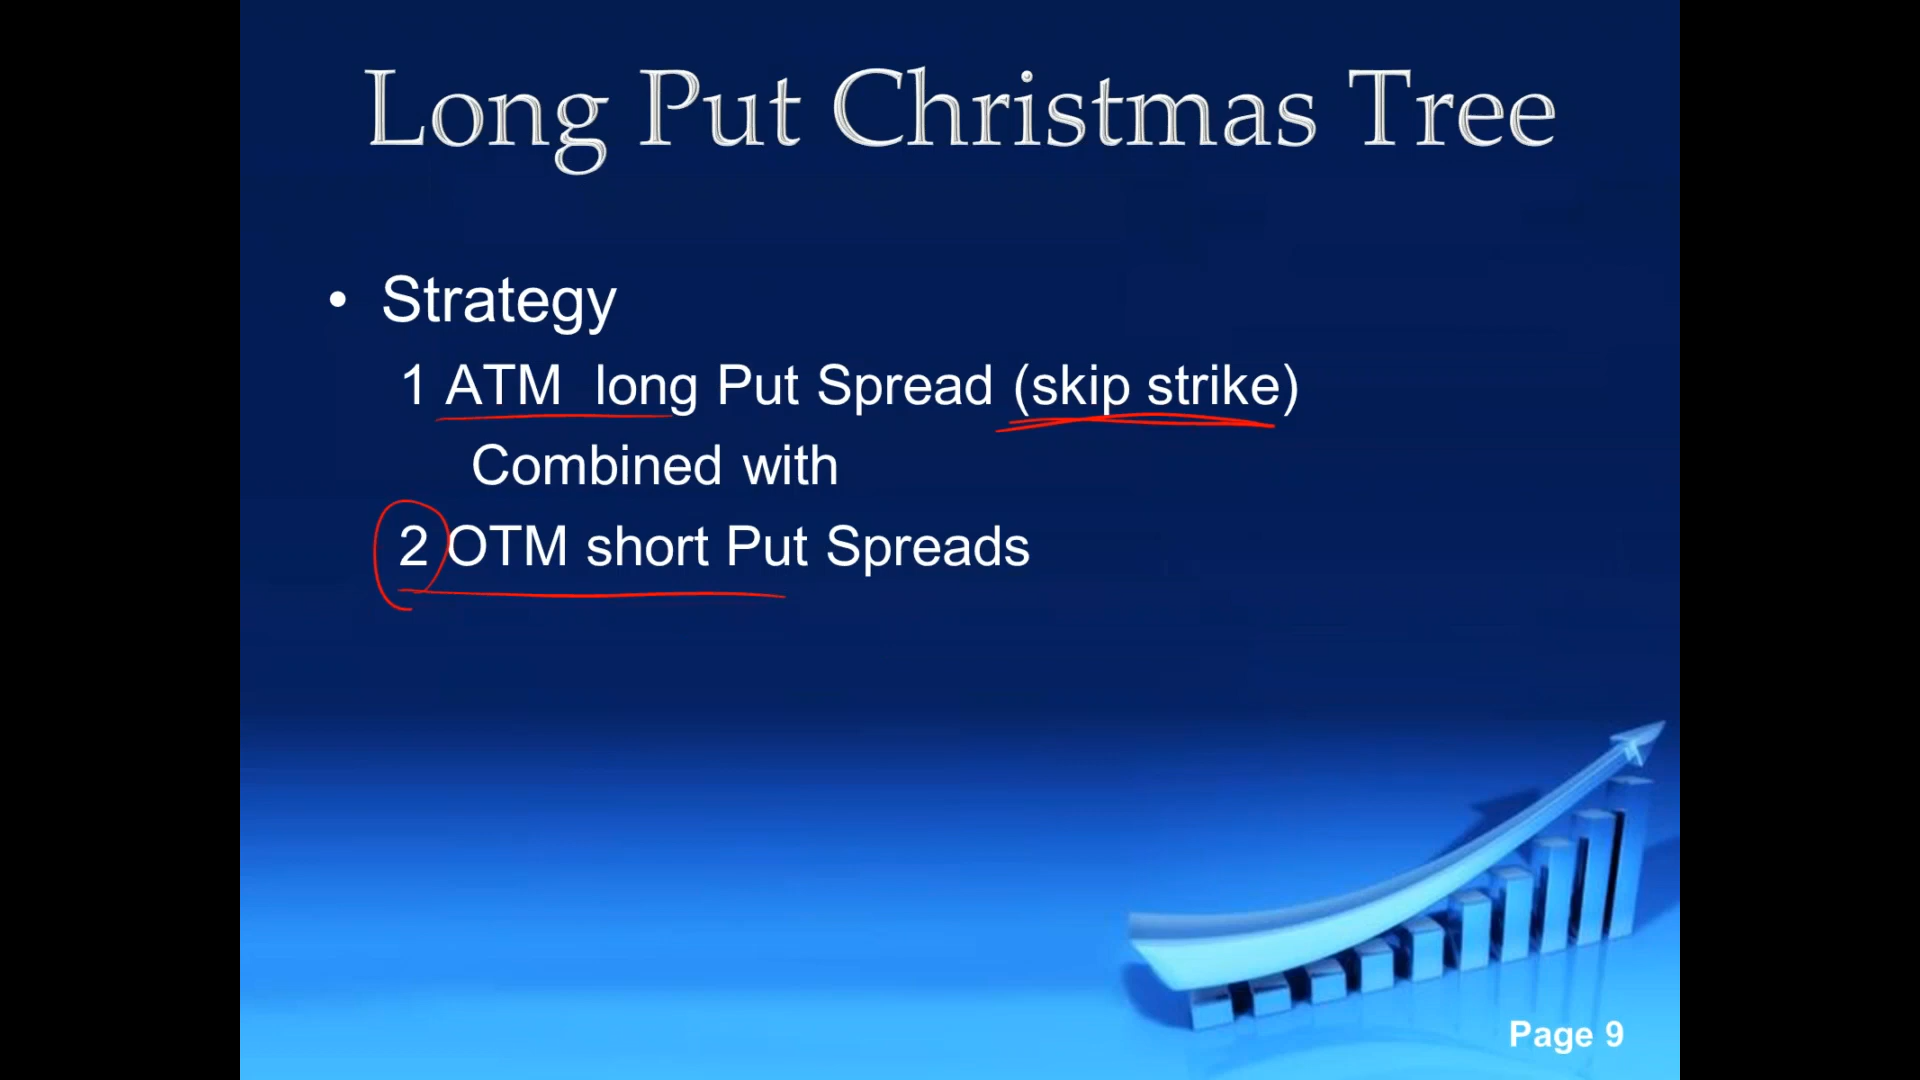 Long Put Christmas Tree
• Strategy
1 ATM long Put Spread (skip strike)
Combined with
2 OTM short Put Spreads
Page 9